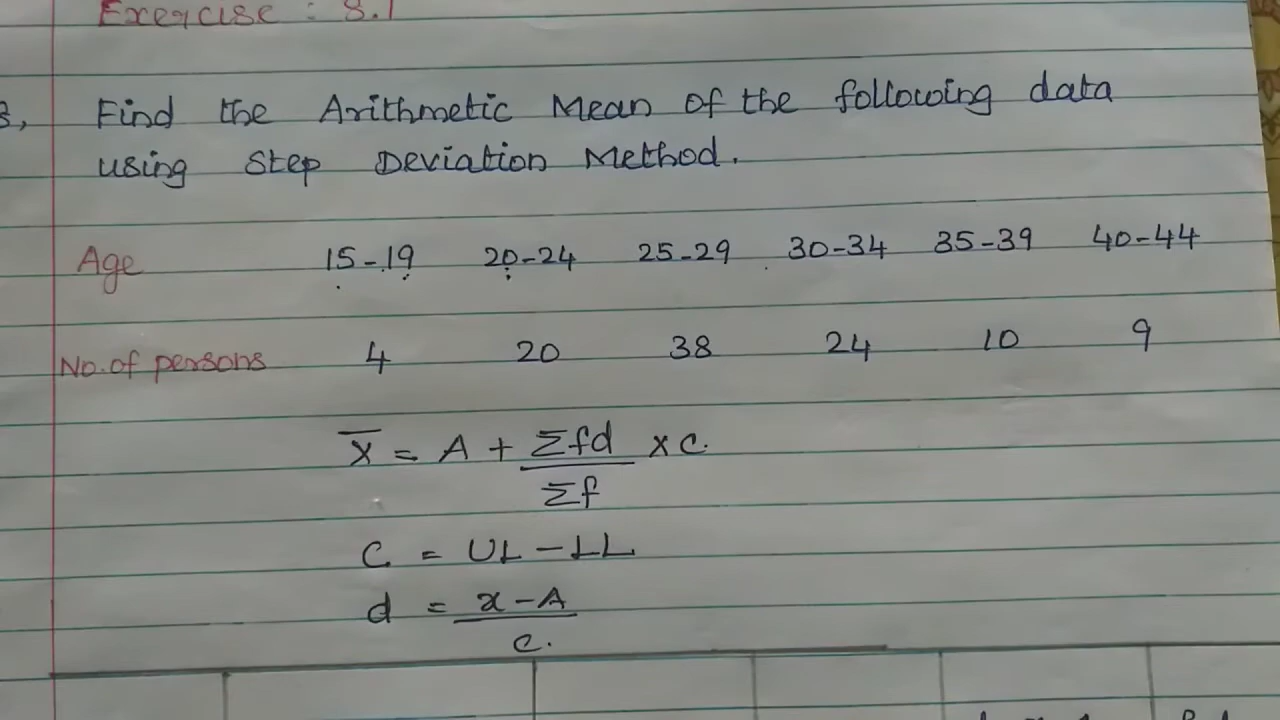 Exercise : 8.1
3, Find the Arithmetic Mean of the following data
using Step Deviation Method.
Age 15-19 20-24 25-29 30-34 35-39 40-44
No. of persons 4 20 38 24 10 9
x̅ = A + Σfd/Σf × c.
C = UL - LL
d = x - A / c.